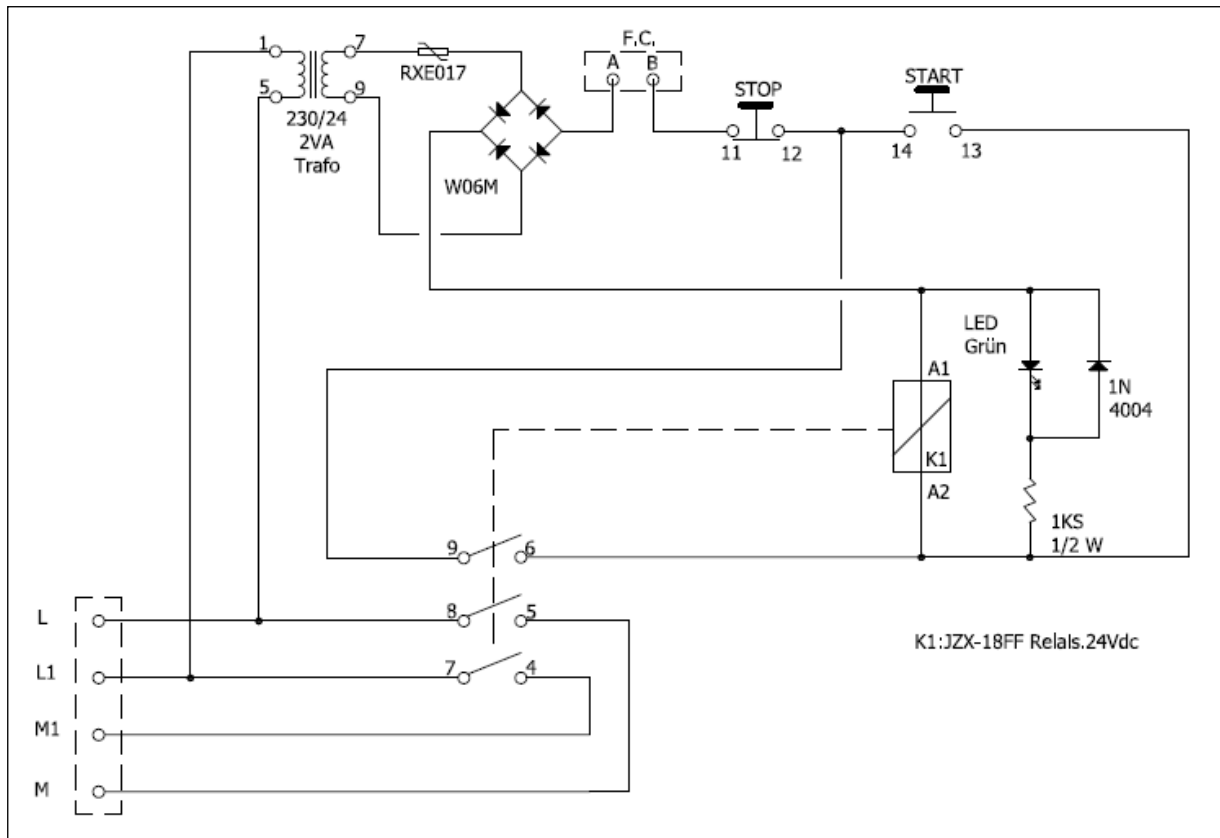 1
7
RXE017
5
9
230/24
2VA
Trafo
W06M
F.C.
A
B
STOP
11
12
START
14
13
LED
Grün
A1
K1
A2
1N
4004
1KS
1/2 W
9
6
8
5
7
4
L
L1
M1
M
K1:JZX-18FF Relais.24Vdc